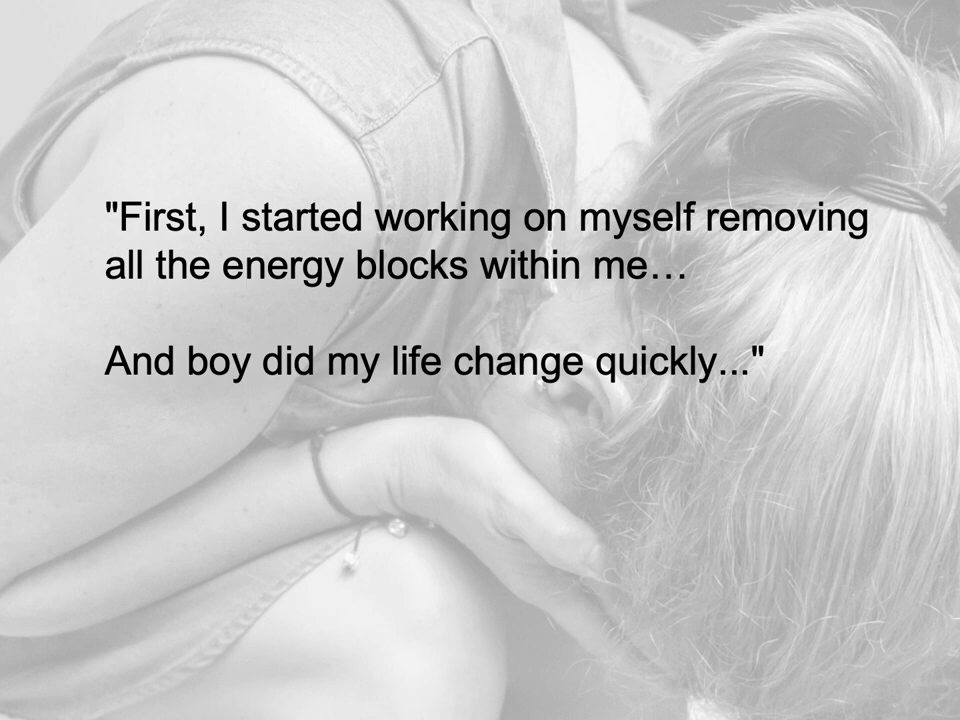 "First, I started working on myself removing
all the energy blocks within me…
And boy did my life change quickly..."